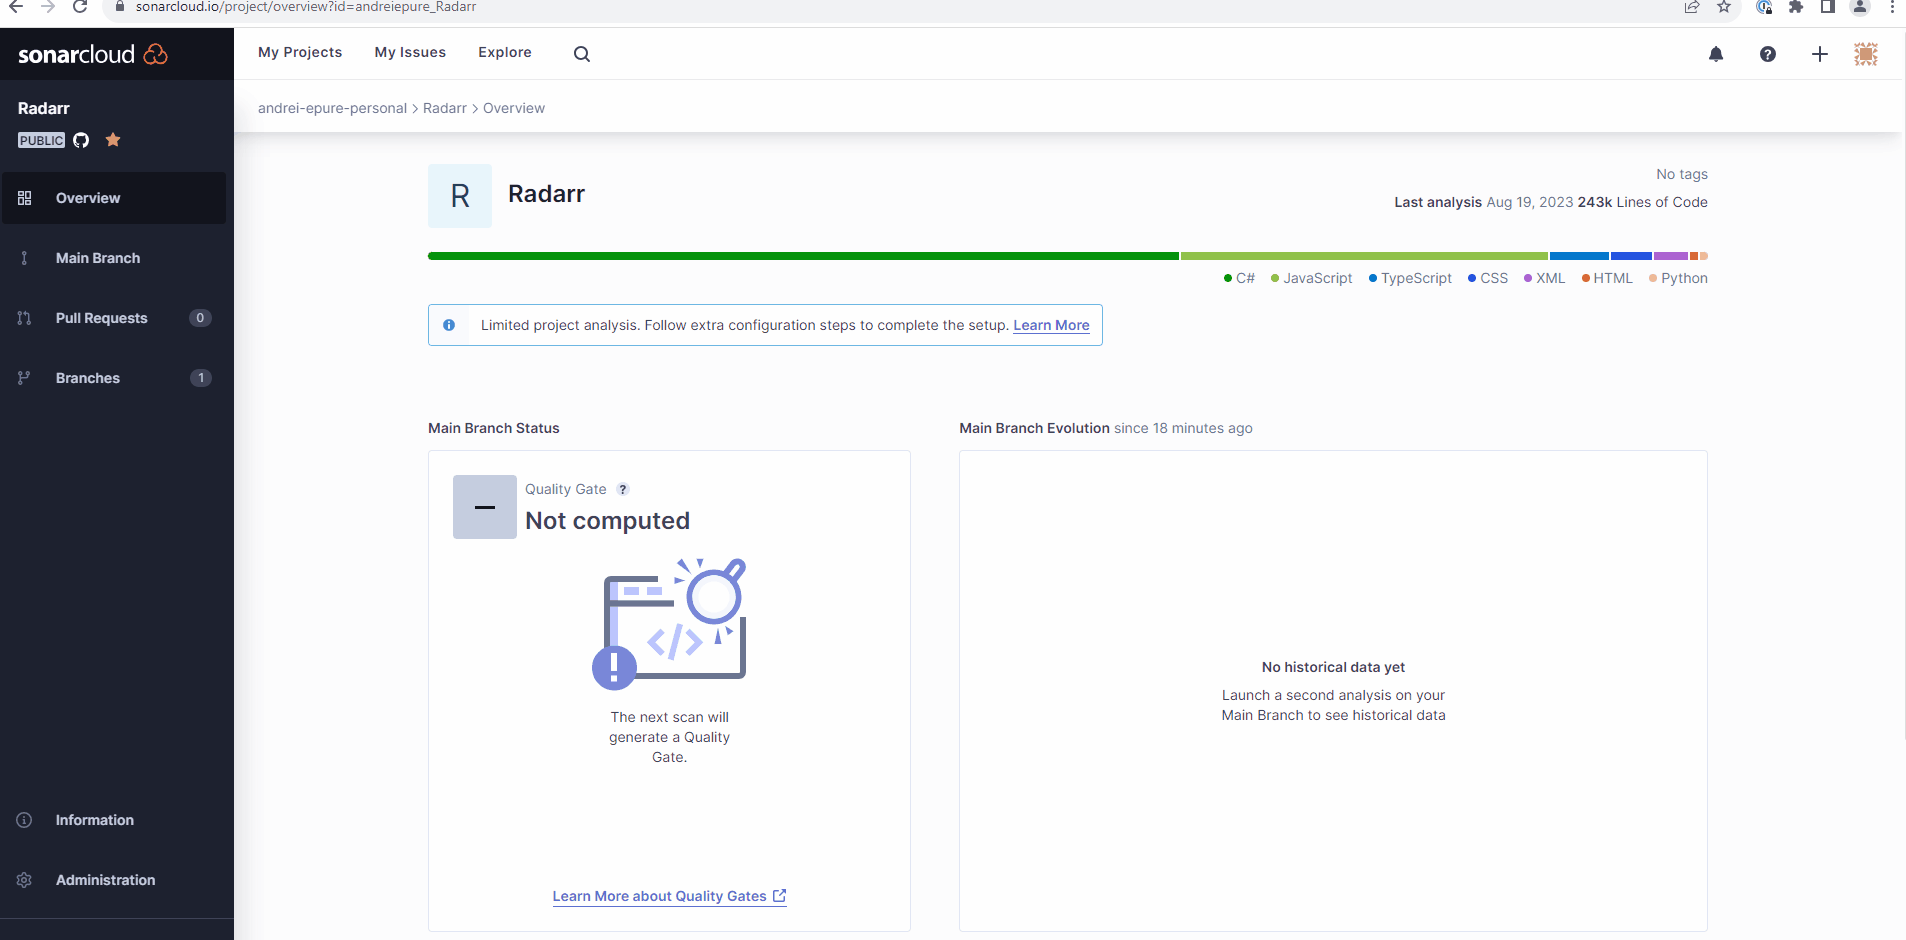 sonarcloud.io/project/overview?id=andreiepure_Radarr
sonarcloud
My Projects
My Issues
Explore
Radarr
PUBLIC
Overview
Main Branch
Pull Requests 0
Branches 1
Information
Administration
andrei-epure-personal > Radarr > Overview
R
Radarr
No tags
Last analysis Aug 19, 2023 243k Lines of Code
C# JavaScript TypeScript CSS XML HTML Python
Limited project analysis. Follow extra configuration steps to complete the setup. Learn More
Main Branch Status
Quality Gate ?
Not computed
The next scan will
generate a Quality
Gate.
Learn More about Quality Gates
Main Branch Evolution since 18 minutes ago
No historical data yet
Launch a second analysis on your
Main Branch to see historical data